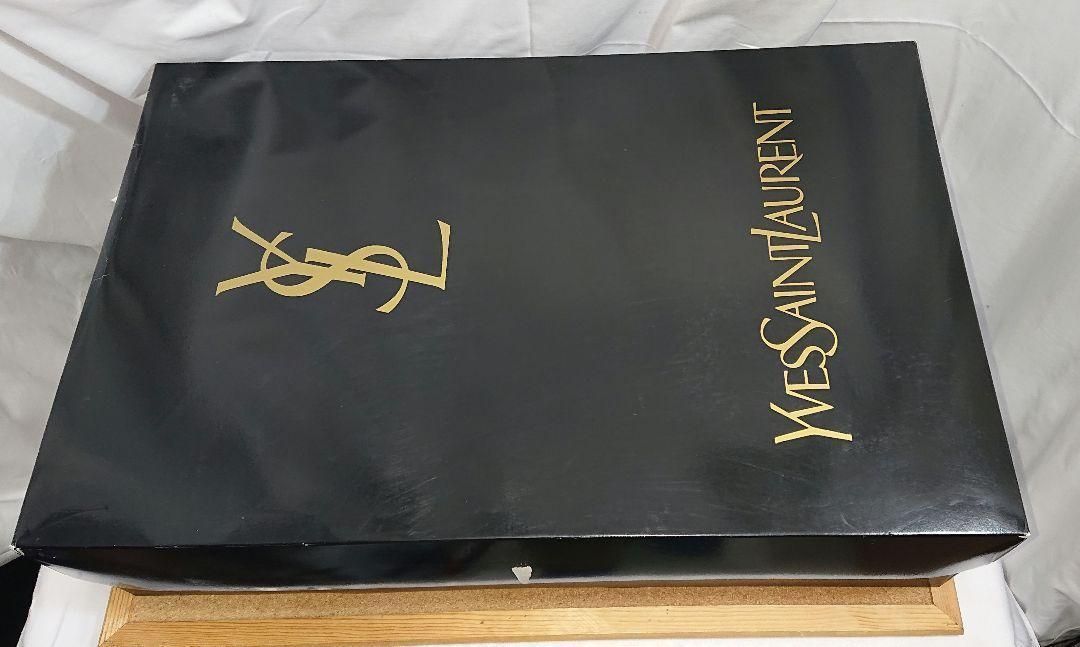 YSL
YVES SAINT LAURENT